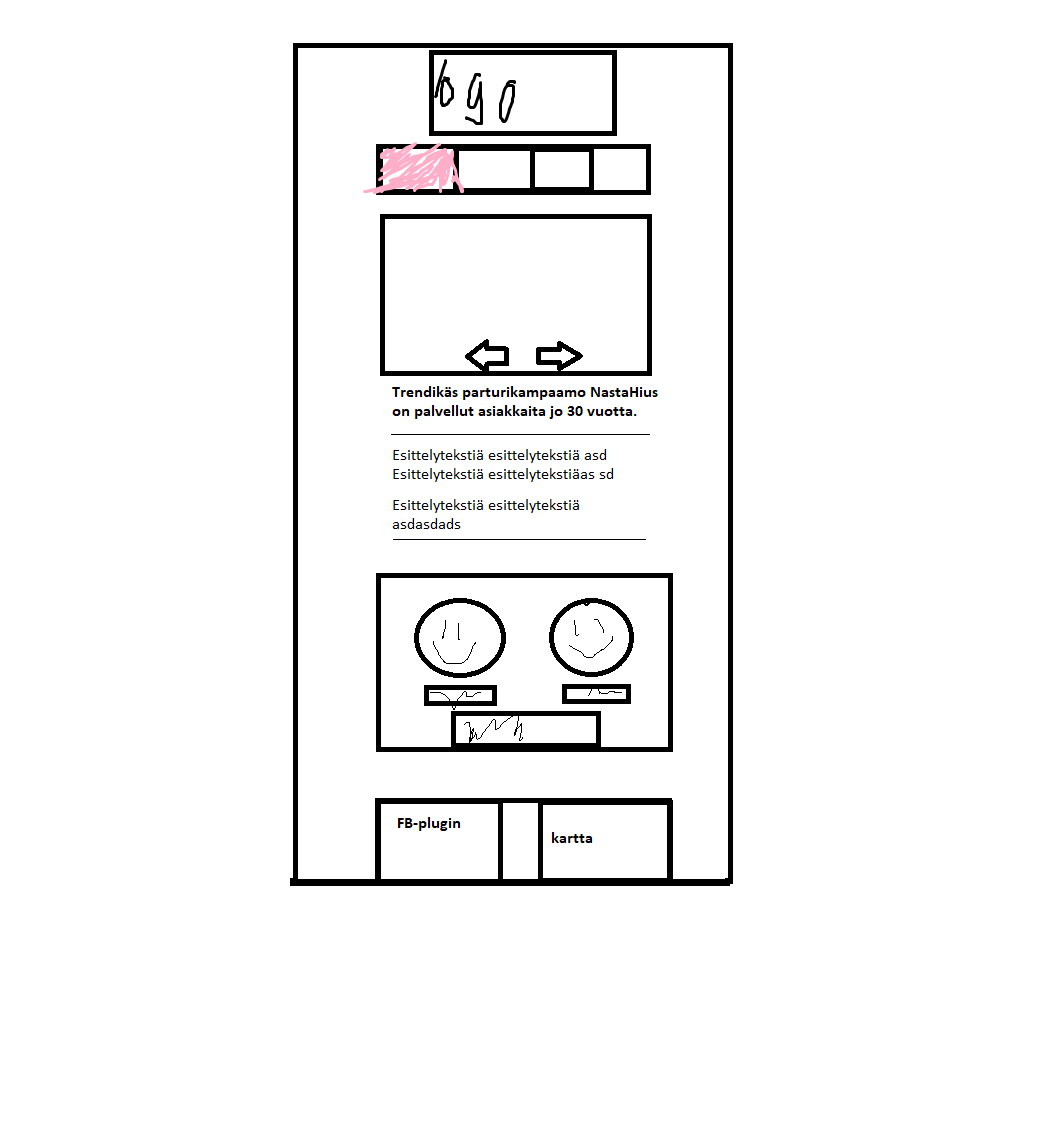 logo
Trendikäs parturikampaamo NastaHius
on palvellut asiakkaita jo 30 vuotta.
Esittelytekstiä esittelytekstiä asd
Esittelytekstiä esittelytekstiäas sd
Esittelytekstiä esittelytekstiä
asdasdads
FB-plugin
kartta